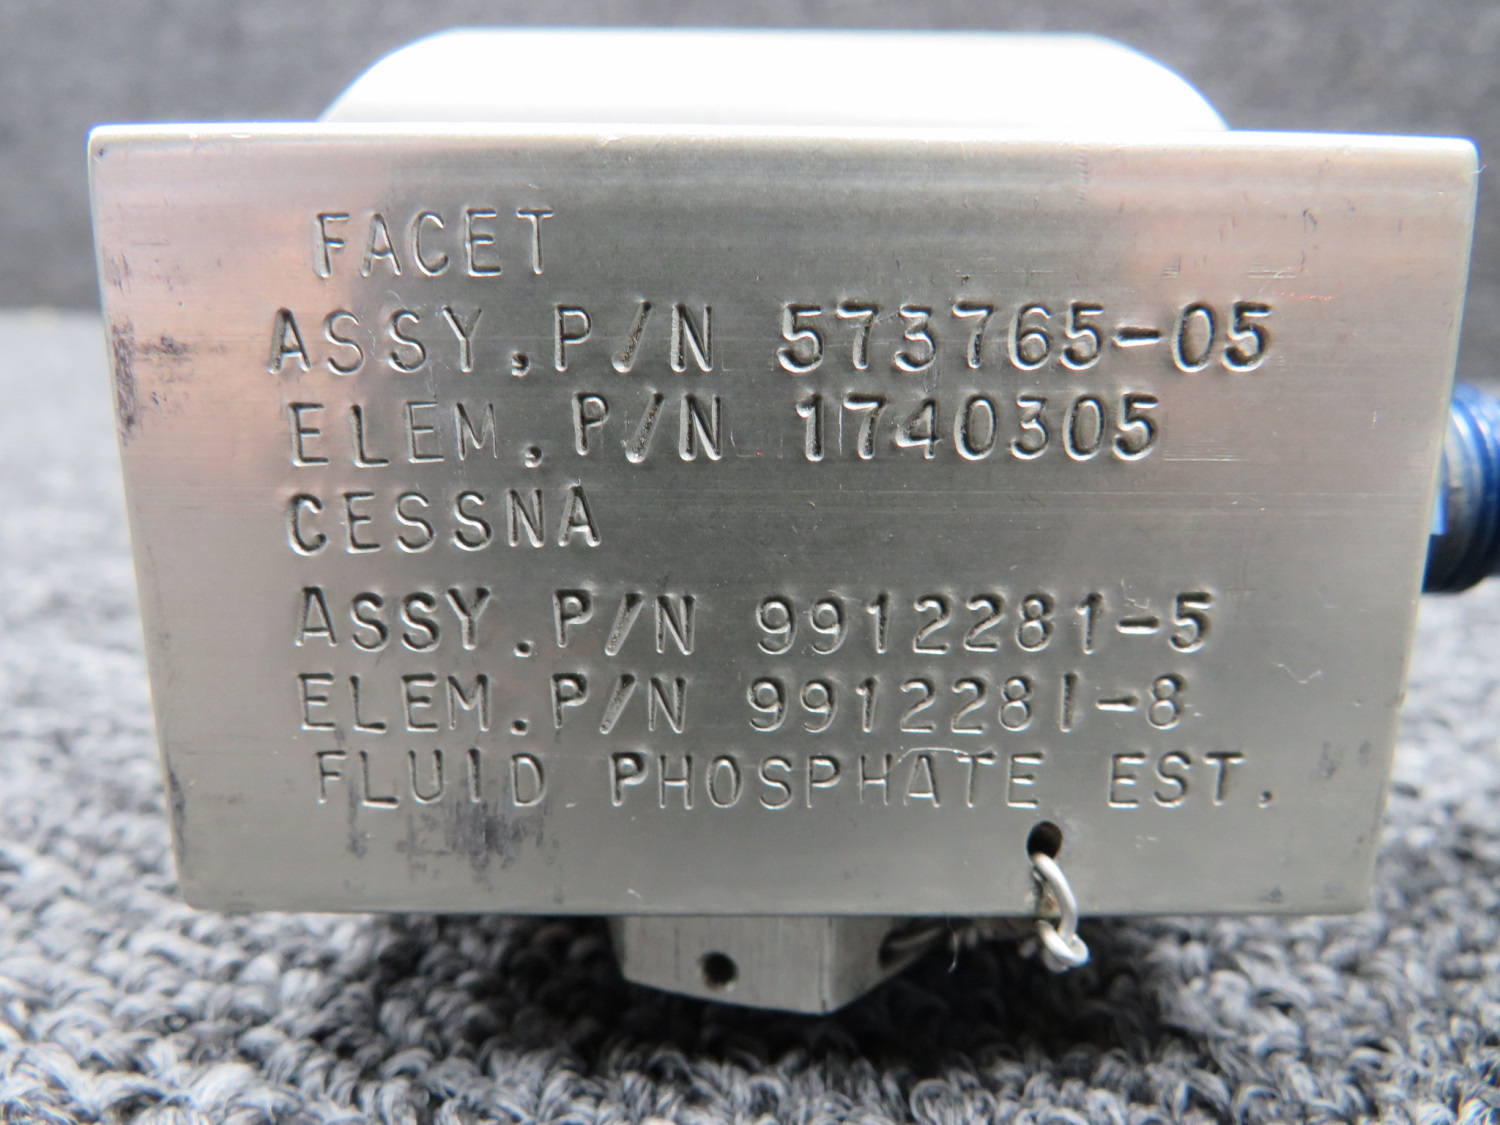 FACET
ASSY,P/N 573765-05
ELEM,P/N 1740305
CESSNA
ASSY.P/N 9912281-5
ELEM.P/N 9912281-8
FLUID PHOSPHATE EST.